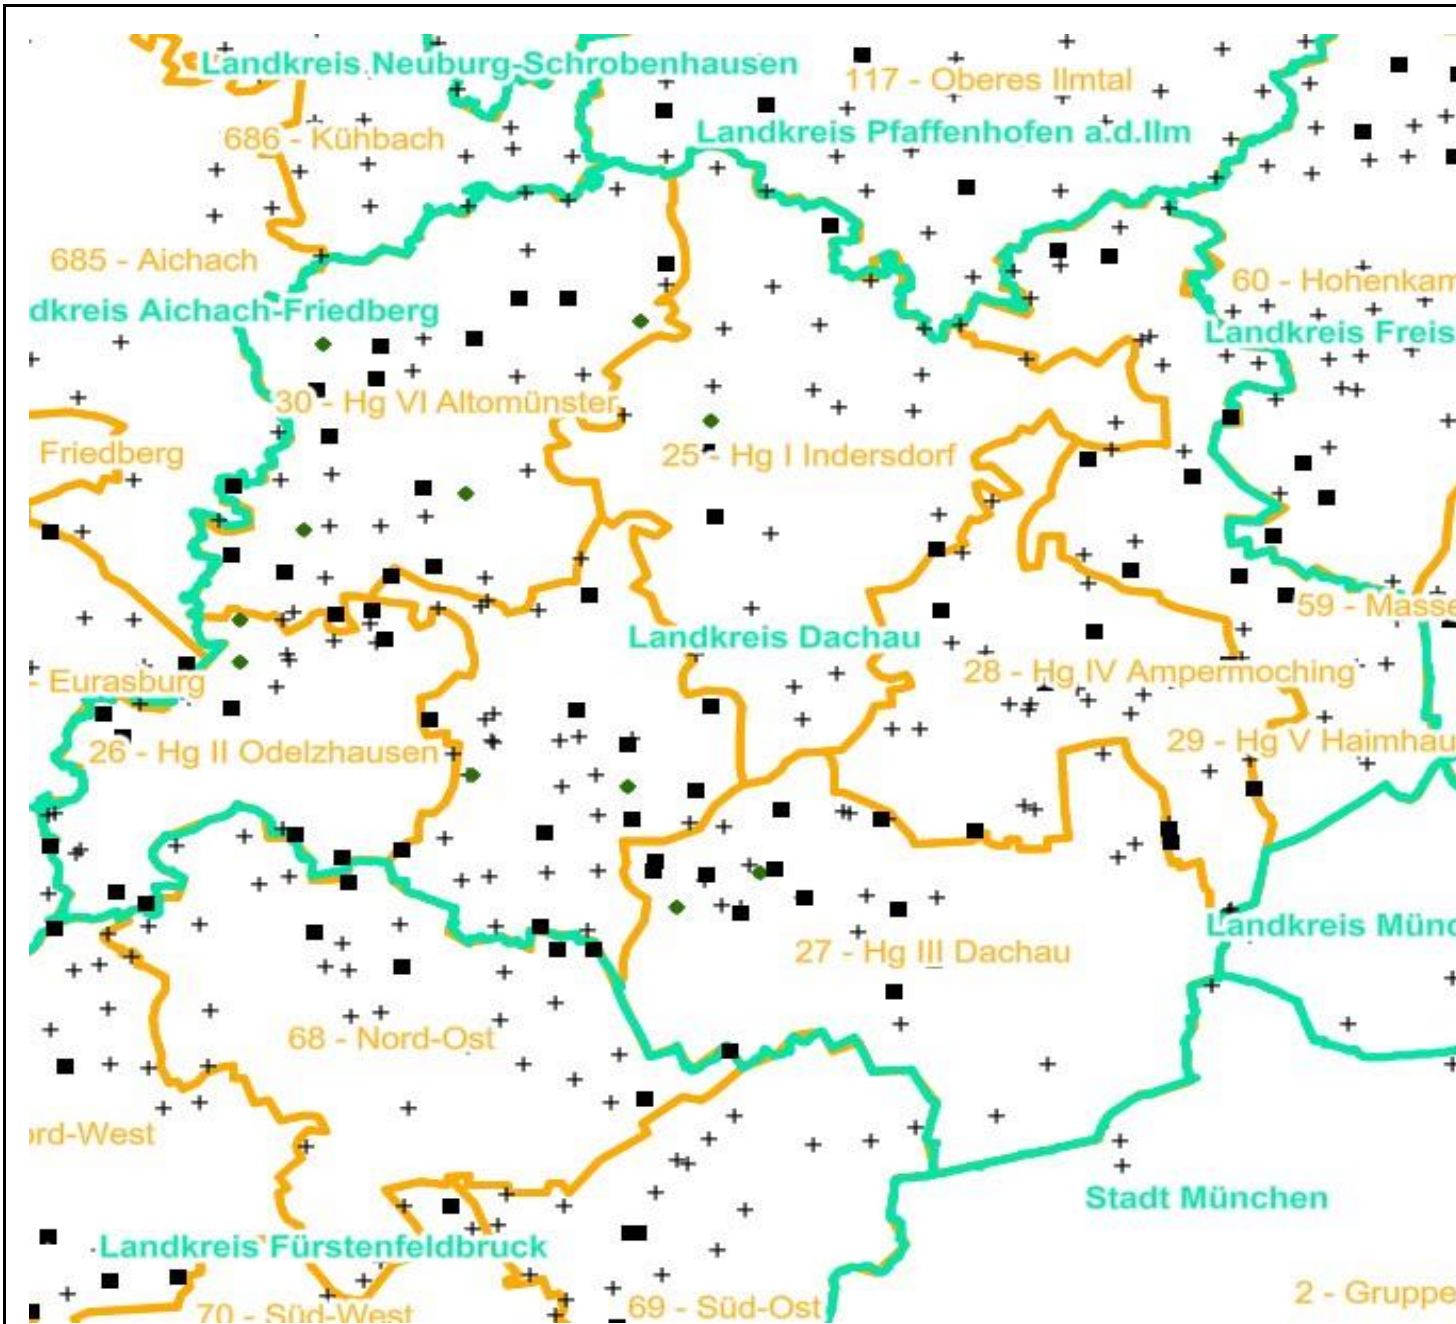 Landkreis Neuburg-Schrobenhausen
117 - Oberes Ilmtal
686 - Kühbach
Landkreis Pfaffenhofen a.d.Ilm
685 - Aichach
60 - Hohenkam
dkreis Aichach-Friedberg
Landkreis Freis
30 - Hg VI Altomünster
Friedberg
25 - Hg I Indersdorf
59 - Masse
Landkreis Dachau
- Eurasburg
28 - Hg IV Ampermoching
26 - Hg II Odelzhausen
29 - Hg V Haimhau
Landkreis Münc
27 - Hg III Dachau
68 - Nord-Ost
ord-West
Stadt München
Landkreis Fürstenfeldbruck
2 - Gruppe
70 - Süd-West
69 - Süd-Ost